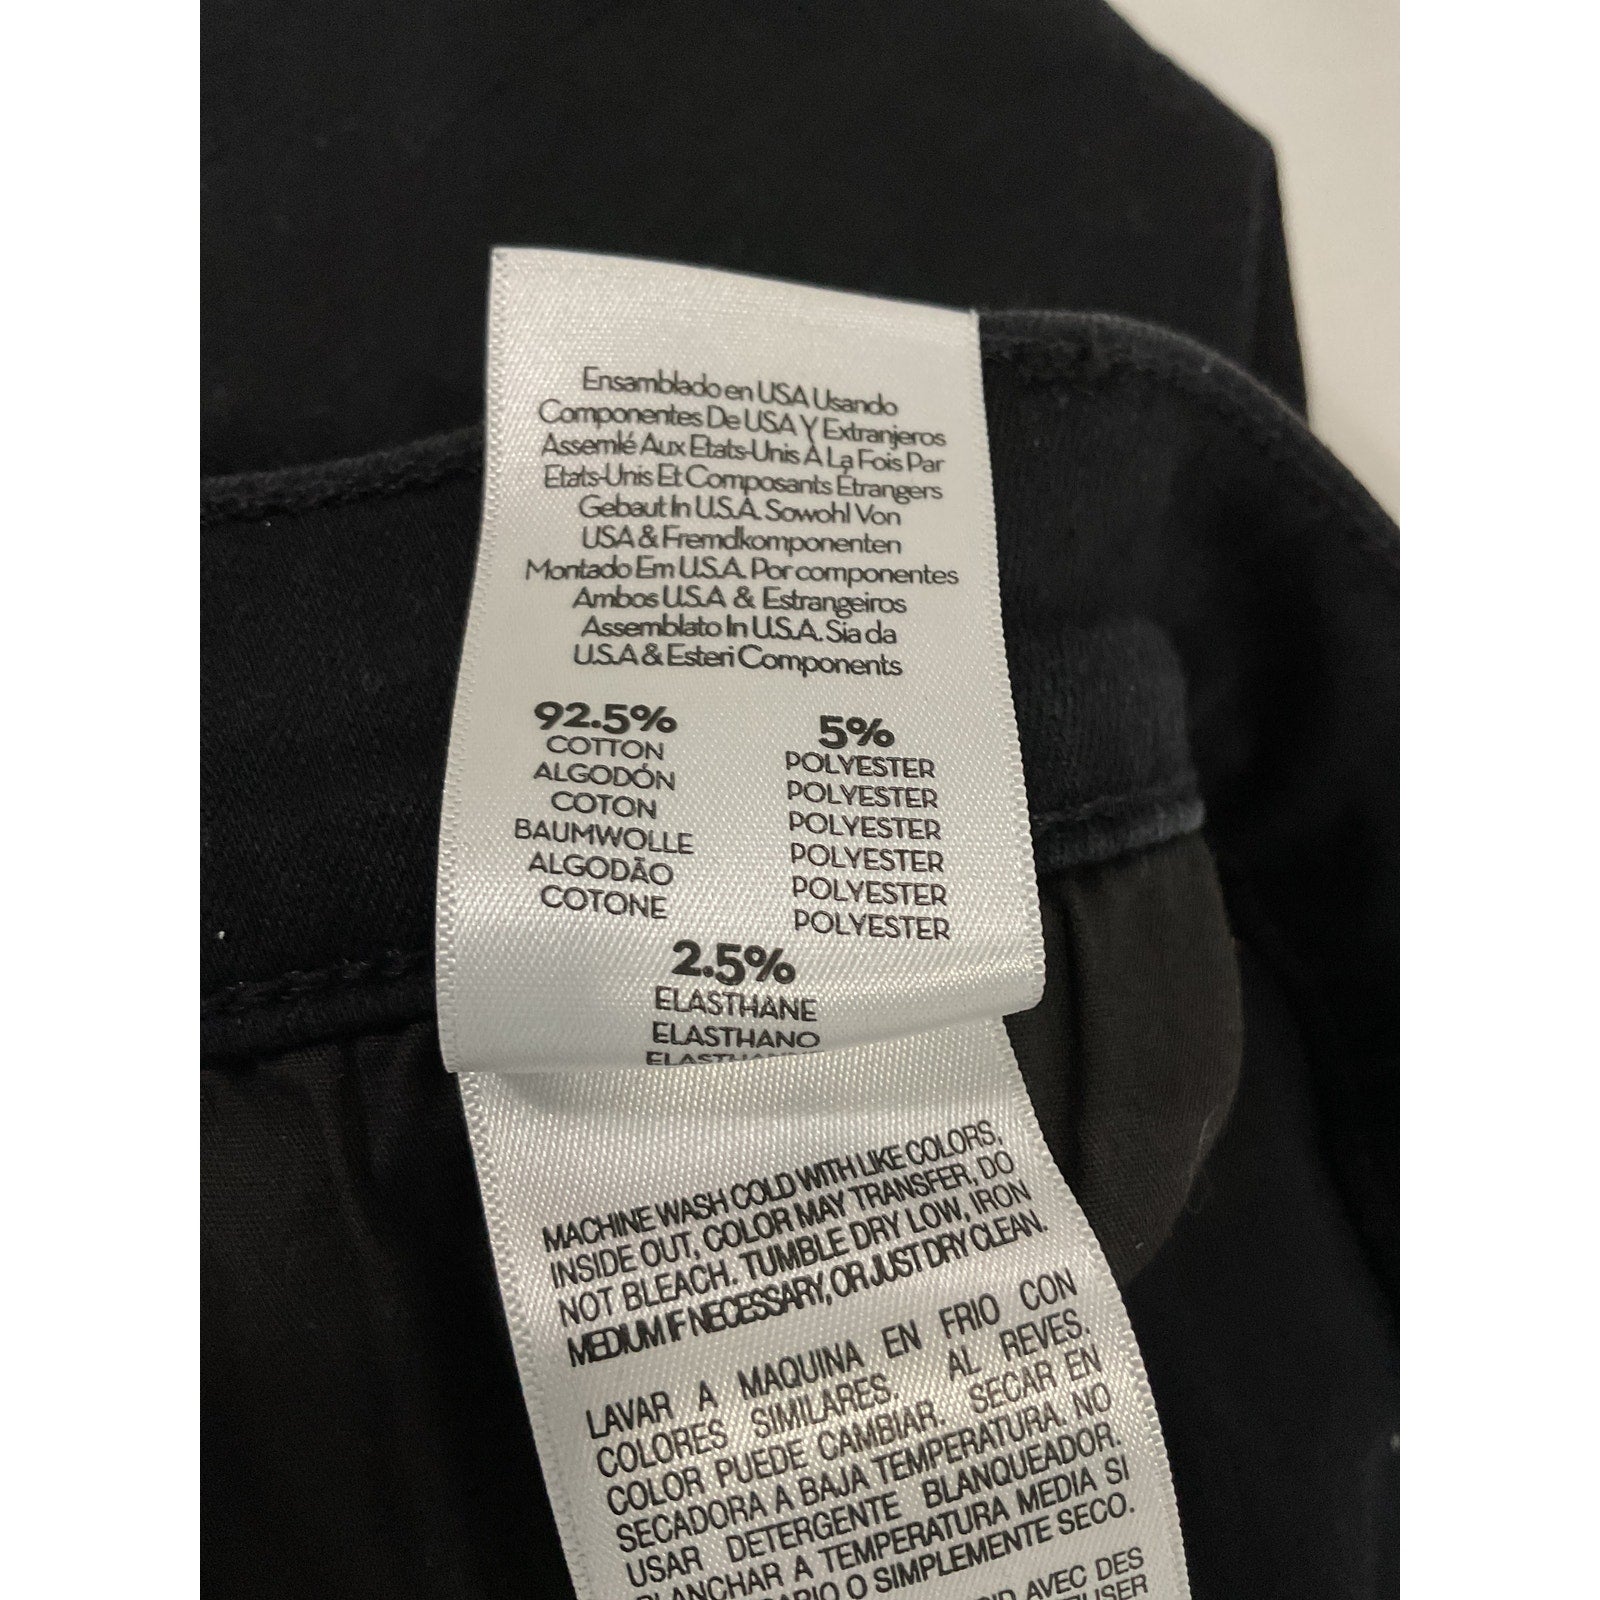 Ensamblado en USA Usando
Componentes De USA Y Extranjeros
Assemlé Aux Etats-Unis À La Fois Par
Etats-Unis Et Composants Étrangers
Gebaut In U.S.A. Sowohl Von
USA & Fremdkomponenten
Montado Em U.S.A. Por componentes
Ambos U.S.A & Estrangeiros
Assemblato In U.S.A. Sia da
U.S.A & Esteri Components
92.5%
COTTON
ALGODÓN
COTON
BAUMWOLLE
ALGODÃO
COTONE
5%
POLYESTER
POLYESTER
POLYESTER
POLYESTER
POLYESTER
POLYESTER
2.5%
ELASTHANE
ELASTHANO
MACHINE WASH COLD WITH LIKE COLORS,
INSIDE OUT, COLOR MAY TRANSFER, DO
NOT BLEACH. TUMBLE DRY LOW, IRON
MEDIUM IF NECESSARY, OR JUST DRY CLEAN.
LAVAR A MAQUINA EN FRIO CON
COLORES SIMILARES. AL REVES.
COLOR PUEDE CAMBIAR. SECAR EN
SECADORA A BAJA TEMPERATURA. NO
USAR DETERGENTE BLANQUEADOR.
PLANCHAR A TEMPERATURA MEDIA SI
O SIMPLEMENTE SECO.
AVEC DES